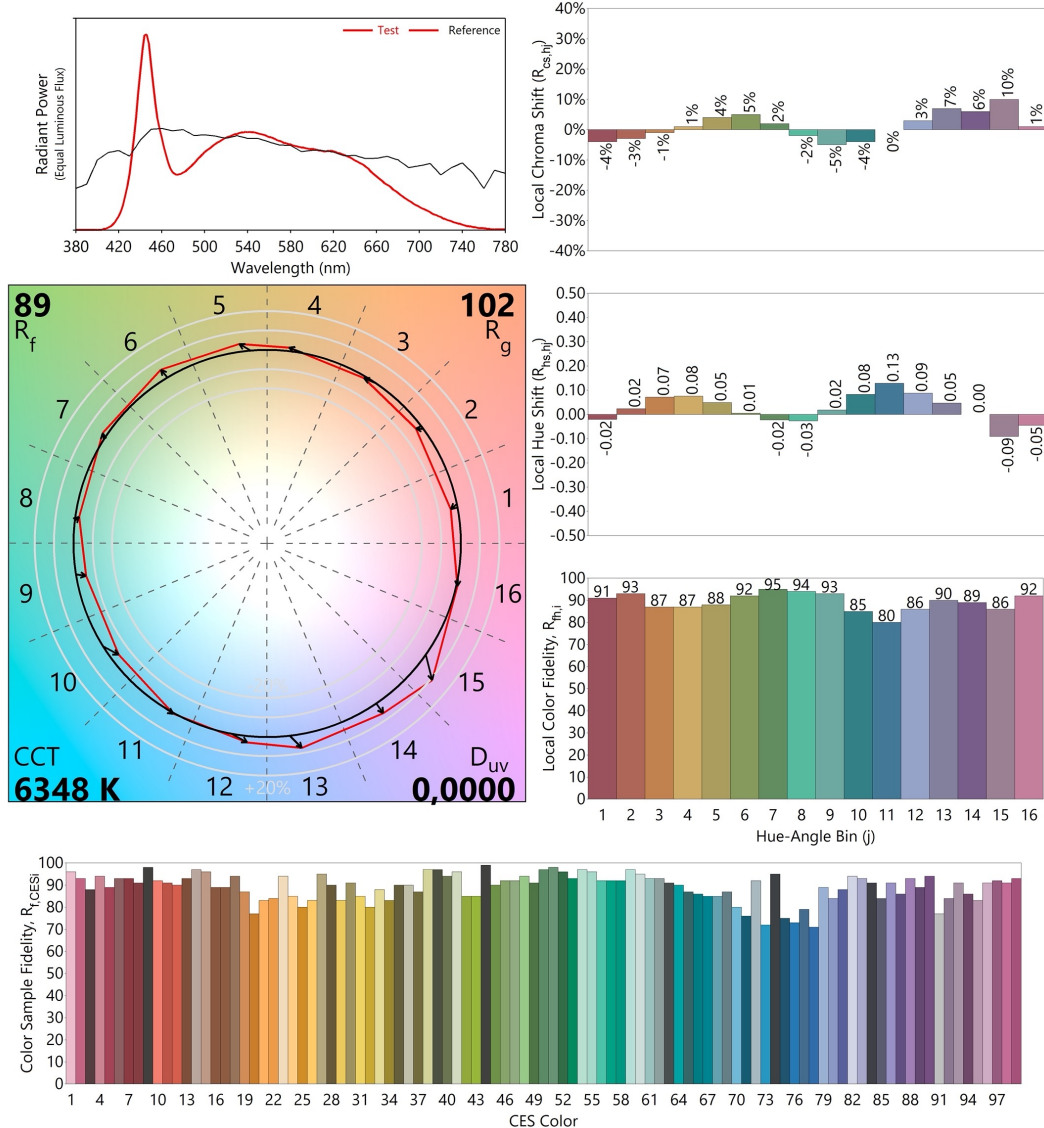 Test Reference
Radiant Power
(Equal Luminous Flux)
380 420 460 500 540 580 620 660 700 740 780
Wavelength (nm)
40%
30%
20%
10%
0%
-10%
-20%
-30%
-40%
Local Chroma Shift (Rcs,hj)
-4% -3% -1% 1% 4% 5% 2% -2% -5% -4% 0% 3% 7% 6% 10% 1%
89
Rf
102
Rg
1 2 3 4 5 6 7 8 9 10 11 12 13 14 15 16
+20%
CCT
6348 K
Duv
0,0000
0.50
0.40
0.30
0.20
0.10
0.00
-0.10
-0.20
-0.30
-0.40
-0.50
Local Hue Shift (Rhs,hj)
-0.02 0.02 0.07 0.08 0.05 0.01 -0.02 -0.03 0.02 0.08 0.13 0.09 0.05 0.00 -0.09 -0.05
100
90
80
70
60
50
40
30
20
10
0
Local Color Fidelity, Rfh,i
91 93 87 87 88 92 95 94 93 85 80 86 90 89 86 92
1 2 3 4 5 6 7 8 9 10 11 12 13 14 15 16
Hue-Angle Bin (j)
100
90
80
70
60
50
40
30
20
10
0
Color Sample Fidelity, Rf,CESi
1 4 7 10 13 16 19 22 25 28 31 34 37 40 43 46 49 52 55 58 61 64 67 70 73 76 79 82 85 88 91 94 97
CES Color